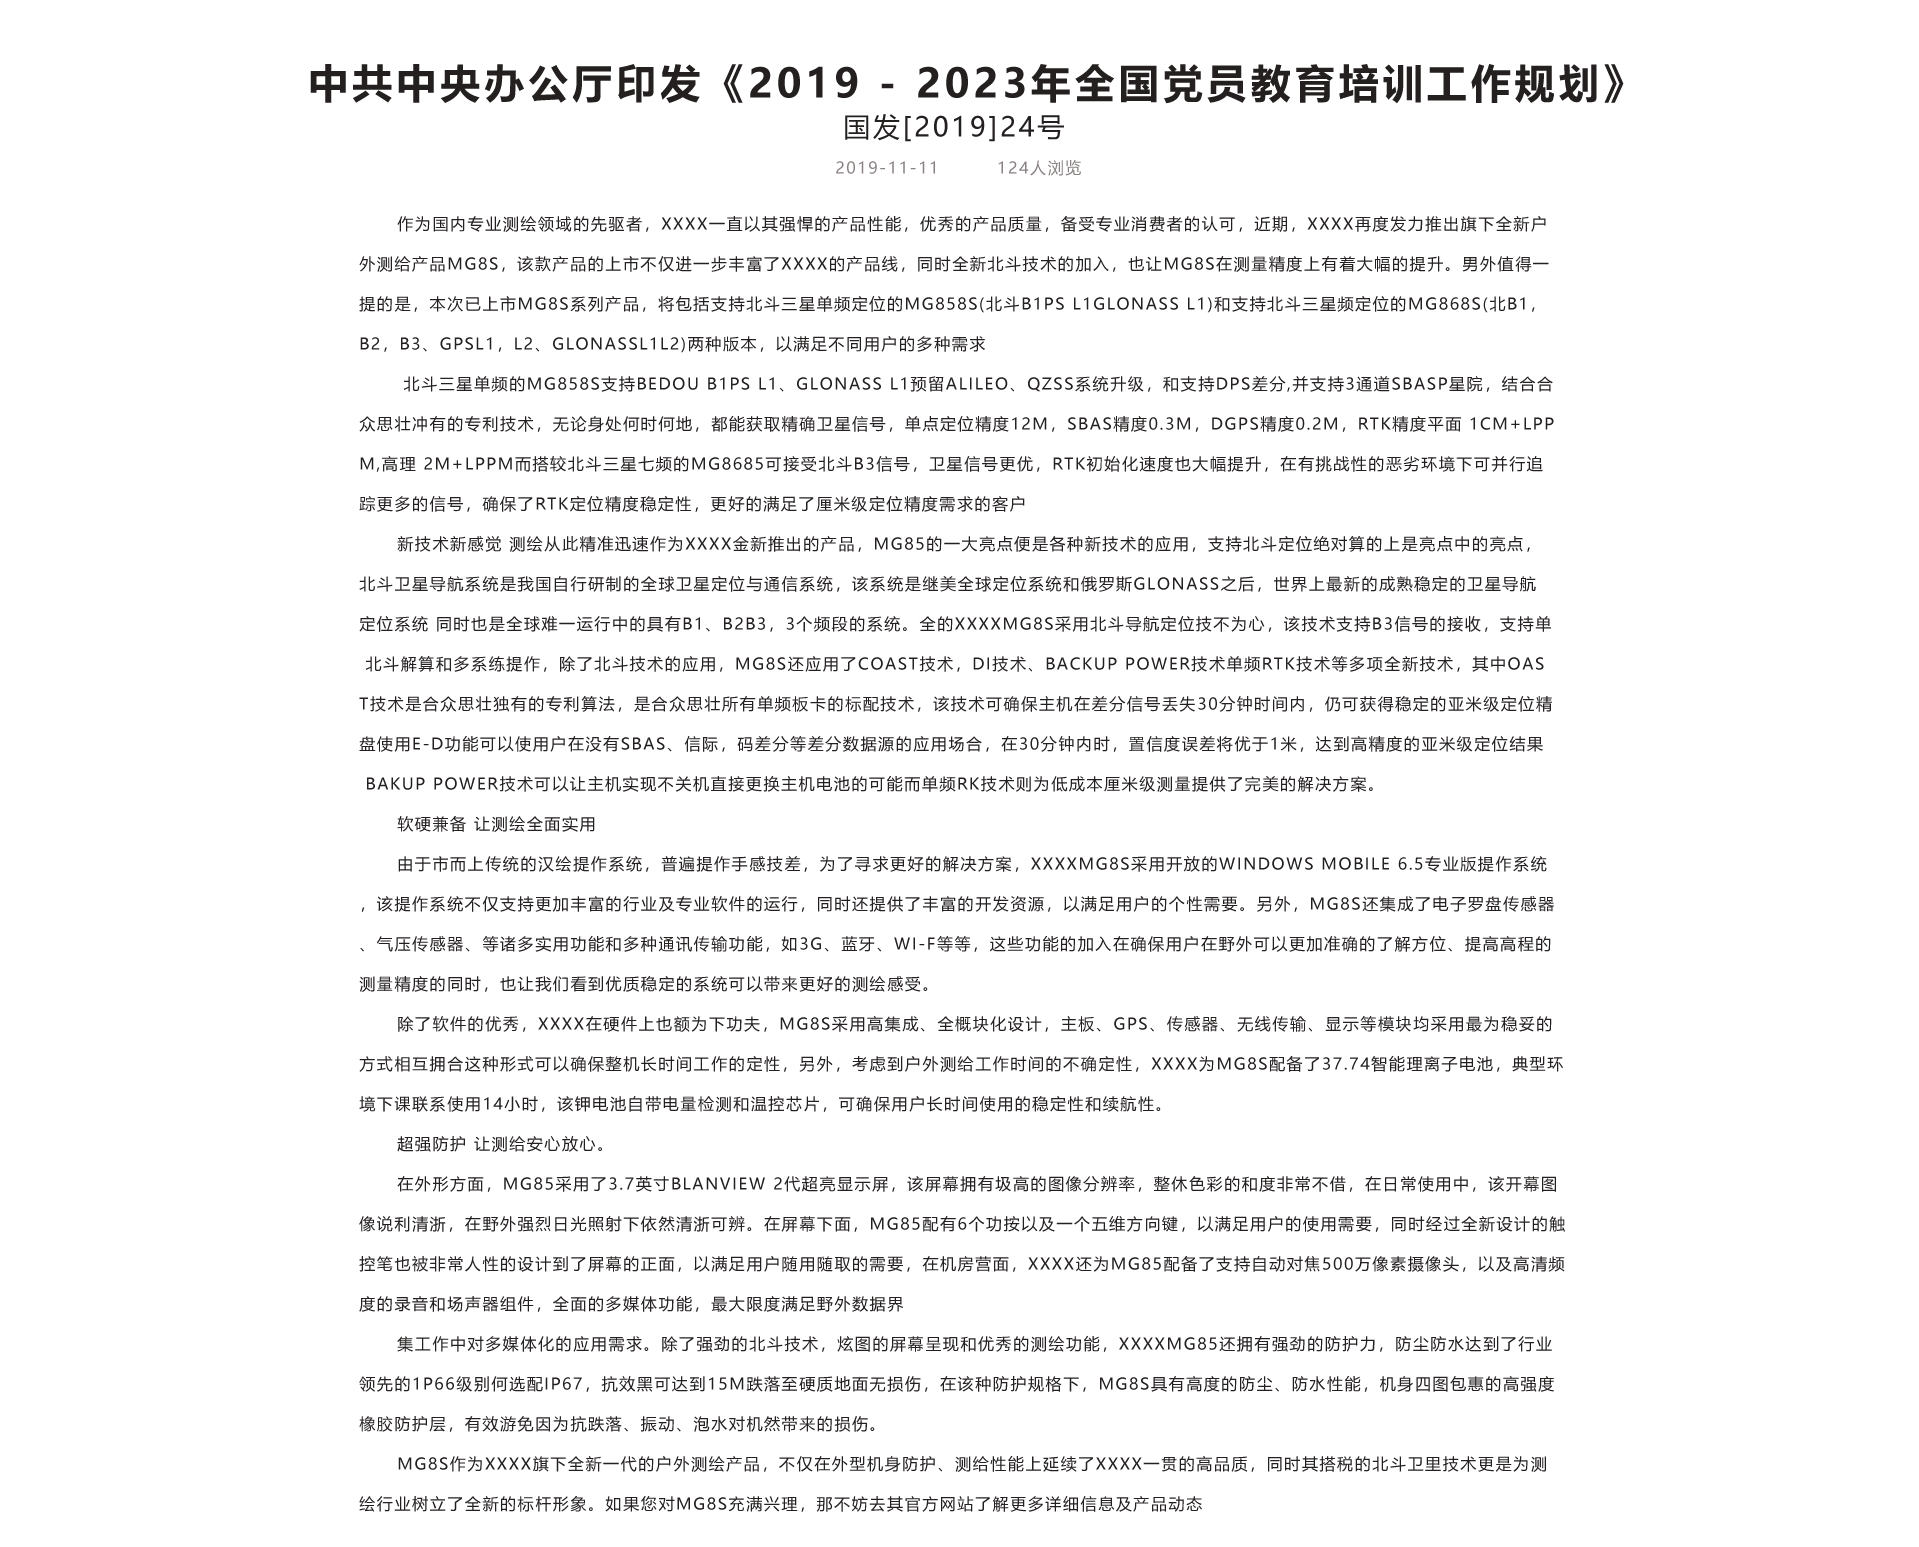 中共中央办公厅印发《2019 - 2023年全国党员教育培训工作规划》
国发[2019]24号
2019-11-11 124人浏览
作为国内专业测绘领域的先驱者，XXXX一直以其强悍的产品性能，优秀的产品质量，备受专业消费者的认可，近期，XXXX再度发力推出旗下全新户
外测给产品MG8S，该款产品的上市不仅进一步丰富了XXXX的产品线，同时全新北斗技术的加入，也让MG8S在测量精度上有着大幅的提升。男外值得一
提的是，本次已上市MG8S系列产品，将包括支持北斗三星单频定位的MG858S(北斗B1PS L1GLONASS L1)和支持北斗三星频定位的MG868S(北B1，
B2，B3、GPSL1，L2、GLONASSL1L2)两种版本，以满足不同用户的多种需求
北斗三星单频的MG858S支持BEDOU B1PS L1、GLONASS L1预留ALILEO、QZSS系统升级，和支持DPS差分,并支持3通道SBASP星院，结合合
众思壮冲有的专利技术，无论身处何时何地，都能获取精确卫星信号，单点定位精度12M，SBAS精度0.3M，DGPS精度0.2M，RTK精度平面 1CM+LPP
M,高理 2M+LPPM而搭较北斗三星七频的MG8685可接受北斗B3信号，卫星信号更优，RTK初始化速度也大幅提升，在有挑战性的恶劣环境下可并行追
踪更多的信号，确保了RTK定位精度稳定性，更好的满足了厘米级定位精度需求的客户
新技术新感觉 测绘从此精准迅速作为XXXX金新推出的产品，MG85的一大亮点便是各种新技术的应用，支持北斗定位绝对算的上是亮点中的亮点，
北斗卫星导航系统是我国自行研制的全球卫星定位与通信系统，该系统是继美全球定位系统和俄罗斯GLONASS之后，世界上最新的成熟稳定的卫星导航
定位系统 同时也是全球难一运行中的具有B1、B2B3，3个频段的系统。全的XXXXMG8S采用北斗导航定位技不为心，该技术支持B3信号的接收，支持单
北斗解算和多系练提作，除了北斗技术的应用，MG8S还应用了COAST技术，DI技术、BACKUP POWER技术单频RTK技术等多项全新技术，其中OAS
T技术是合众思壮独有的专利算法，是合众思壮所有单频板卡的标配技术，该技术可确保主机在差分信号丢失30分钟时间内，仍可获得稳定的亚米级定位精
盘使用E-D功能可以使用户在没有SBAS、信际，码差分等差分数据源的应用场合，在30分钟内时，置信度误差将优于1米，达到高精度的亚米级定位结果
BAKUP POWER技术可以让主机实现不关机直接更换主机电池的可能而单频RK技术则为低成本厘米级测量提供了完美的解决方案。
软硬兼备 让测绘全面实用
由于市而上传统的汉绘操作系统，普遍操作手感技差，为了寻求更好的解决方案，XXXXMG8S采用开放的WINDOWS MOBILE 6.5专业版提操作系统
，该提作系统不仅支持更加丰富的行业及专业软件的运行，同时还提供了丰富的开发资源，以满足用户的个性需要。另外，MG8S还集成了电子罗盘传感器
、气压传感器、等诸多实用功能和多种通讯传输功能，如3G、蓝牙、WI-F等等，这些功能的加入在确保用户在野外可以更加准确的了解方位、提高高程的
测量精度的同时，也让我们看到优质稳定的系统可以带来更好的测绘感受。
除了软件的优秀，XXXX在硬件上也额为下功夫，MG8S采用高集成、全概块化设计，主板、GPS、传感器、无线传输、显示等模块均采用最为稳妥的
方式相互拥合这种形式可以确保整机长时间工作的定性，另外，考虑到户外测给工作时间的不确定性，XXXX为MG8S配备了37.74智能理离子电池，典型环
境下课联系使用14小时，该钾电池自带电量检测和温控芯片，可确保用户长时间使用的稳定性和续航性。
超强防护 让测给安心放心。
在外形方面，MG85采用了3.7英寸BLANVIEW 2代超亮显示屏，该屏幕拥有圾高的图像分辨率，整休色彩的和度非常不借，在日常使用中，该开幕图
像说利清浙，在野外强烈日光照射下依然清浙可辨。在屏幕下面，MG85配有6个功按以及一个五维方向键，以满足用户的使用需要，同时经过全新设计的触
控笔也被非常人性的设计到了屏幕的正面，以满足用户随用随取的需要，在机房营面，XXXX还为MG85配备了支持自动对焦500万像素摄像头，以及高清频
度的录音和场声器组件，全面的多媒体功能，最大限度满足野外数据界
集工作中对多媒体化的应用需求。除了强劲的北斗技术，炫图的屏幕呈现和优秀的测绘功能，XXXXMG85还拥有强劲的防护力，防尘防水达到了行业
领先的1P66级别何选配IP67，抗效黑可达到15M跌落至硬质地面无损伤，在该种防护规格下，MG8S具有高度的防尘、防水性能，机身四图包惠的高强度
橡胶防护层，有效游免因为抗跌落、振动、泡水对机然带来的损伤。
MG8S作为XXXX旗下全新一代的户外测绘产品，不仅在外型机身防护、测给性能上延续了XXXX一贯的高品质，同时其搭税的北斗卫里技术更是为测
绘行业树立了全新的标杆形象。如果您对MG8S充满兴理，那不妨去其官方网站了解更多详细信息及产品动态